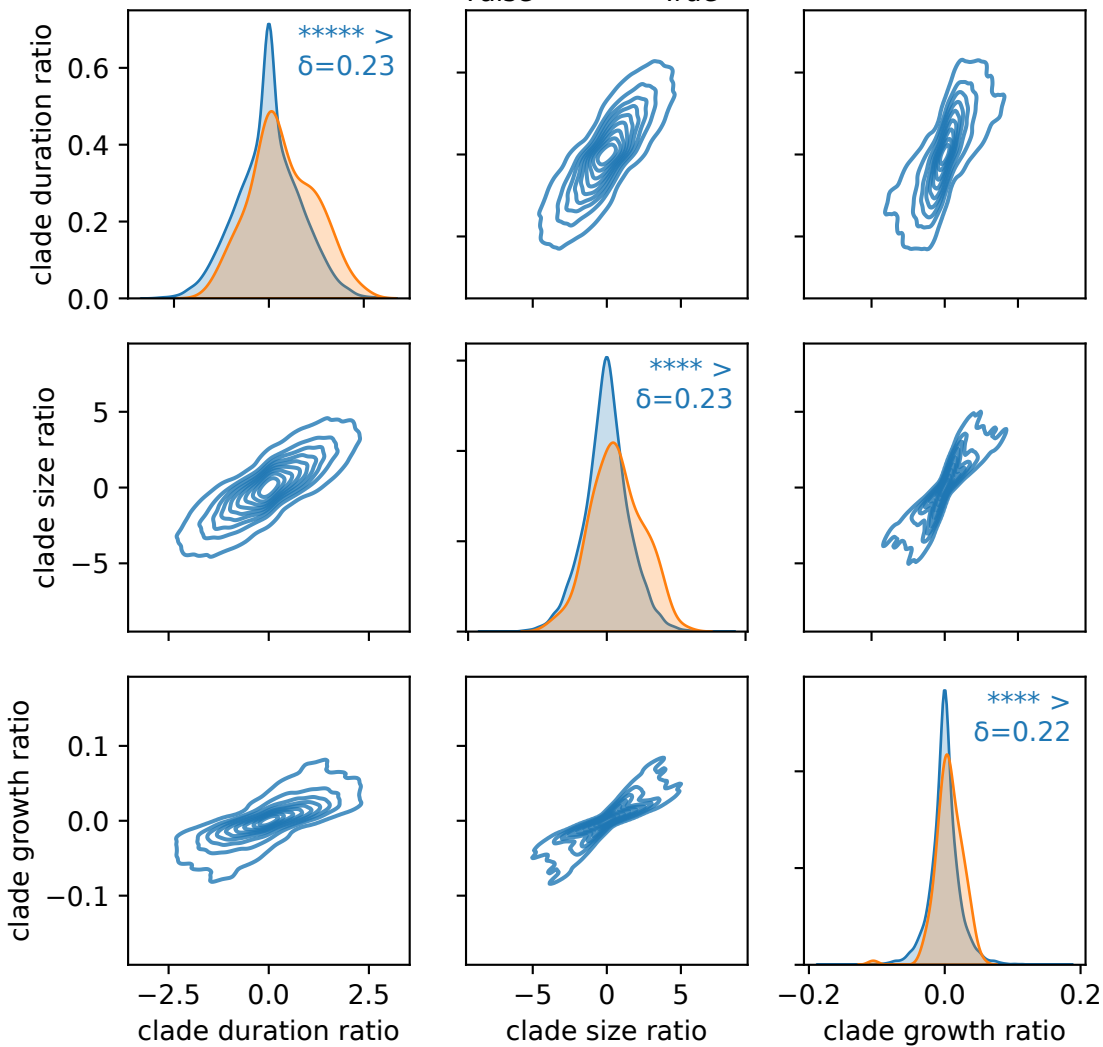 clade duration ratio
0.6
0.4
0.2
0.0
***** >
δ=0.23
clade size ratio
5
0
−5
**** >
δ=0.23
clade growth ratio
0.1
0.0
−0.1
**** >
δ=0.22
−2.5 0.0 2.5
−5 0 5
−0.2 0.0 0.2
clade duration ratio
clade size ratio
clade growth ratio